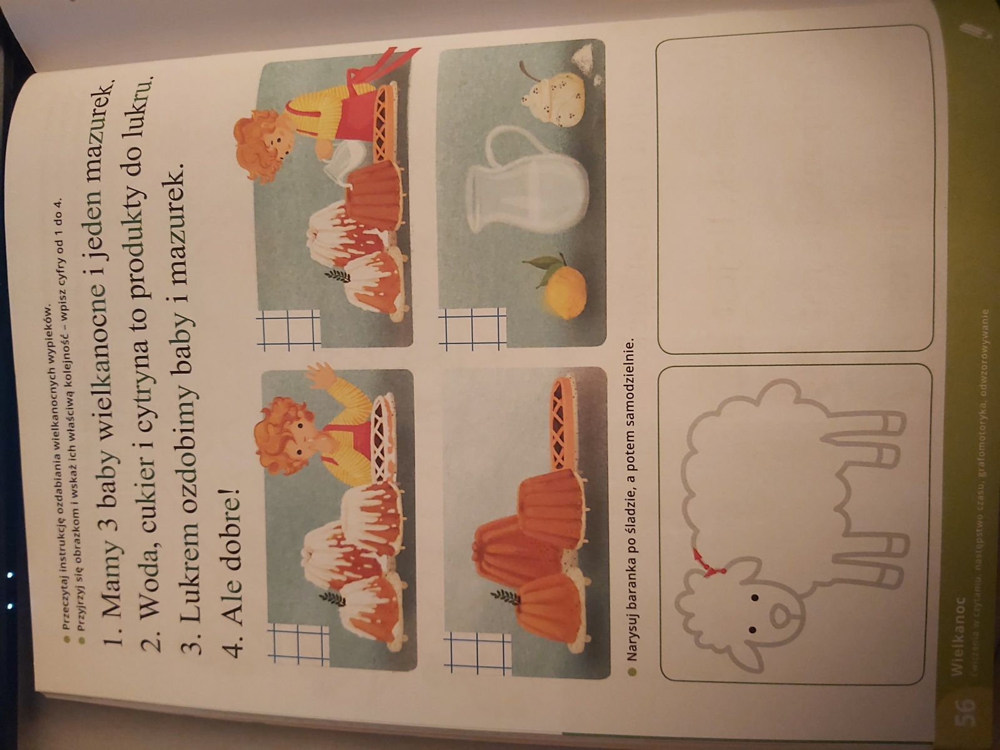 Przeczytaj instrukcję ozdabiania wielkanocnych wypieków.
Przyjrzyj się obrazkom i wskaż ich właściwą kolejność – wpisz cyfry od 1 do 4.
1. Mamy 3 baby wielkanocne i jeden mazurek.
2. Woda, cukier i cytryna to produkty do lukru.
3. Lukrem ozdobimy baby i mazurek.
4. Ale dobre!
Narysuj baranka po śladzie, a potem samodzielnie.
56 Wielkanoc
Ćwiczenia w czytaniu, następstwo czasu, grafomotoryka, odwzorowywanie